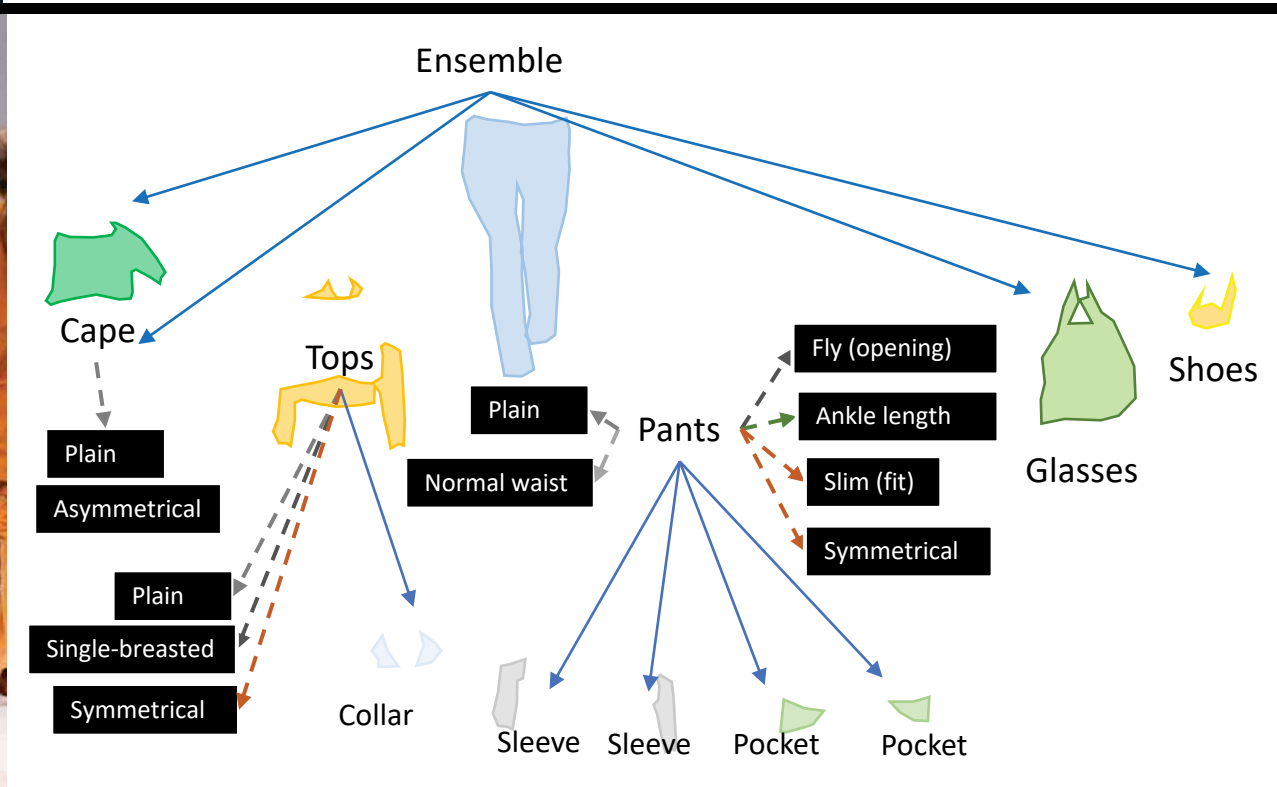 Ensemble
Cape
Tops
Shoes
Glasses
Pants
Plain
Asymmetrical
Plain
Single-breasted
Symmetrical
Plain
Normal waist
Fly (opening)
Ankle length
Slim (fit)
Symmetrical
Collar
Sleeve
Sleeve
Pocket
Pocket